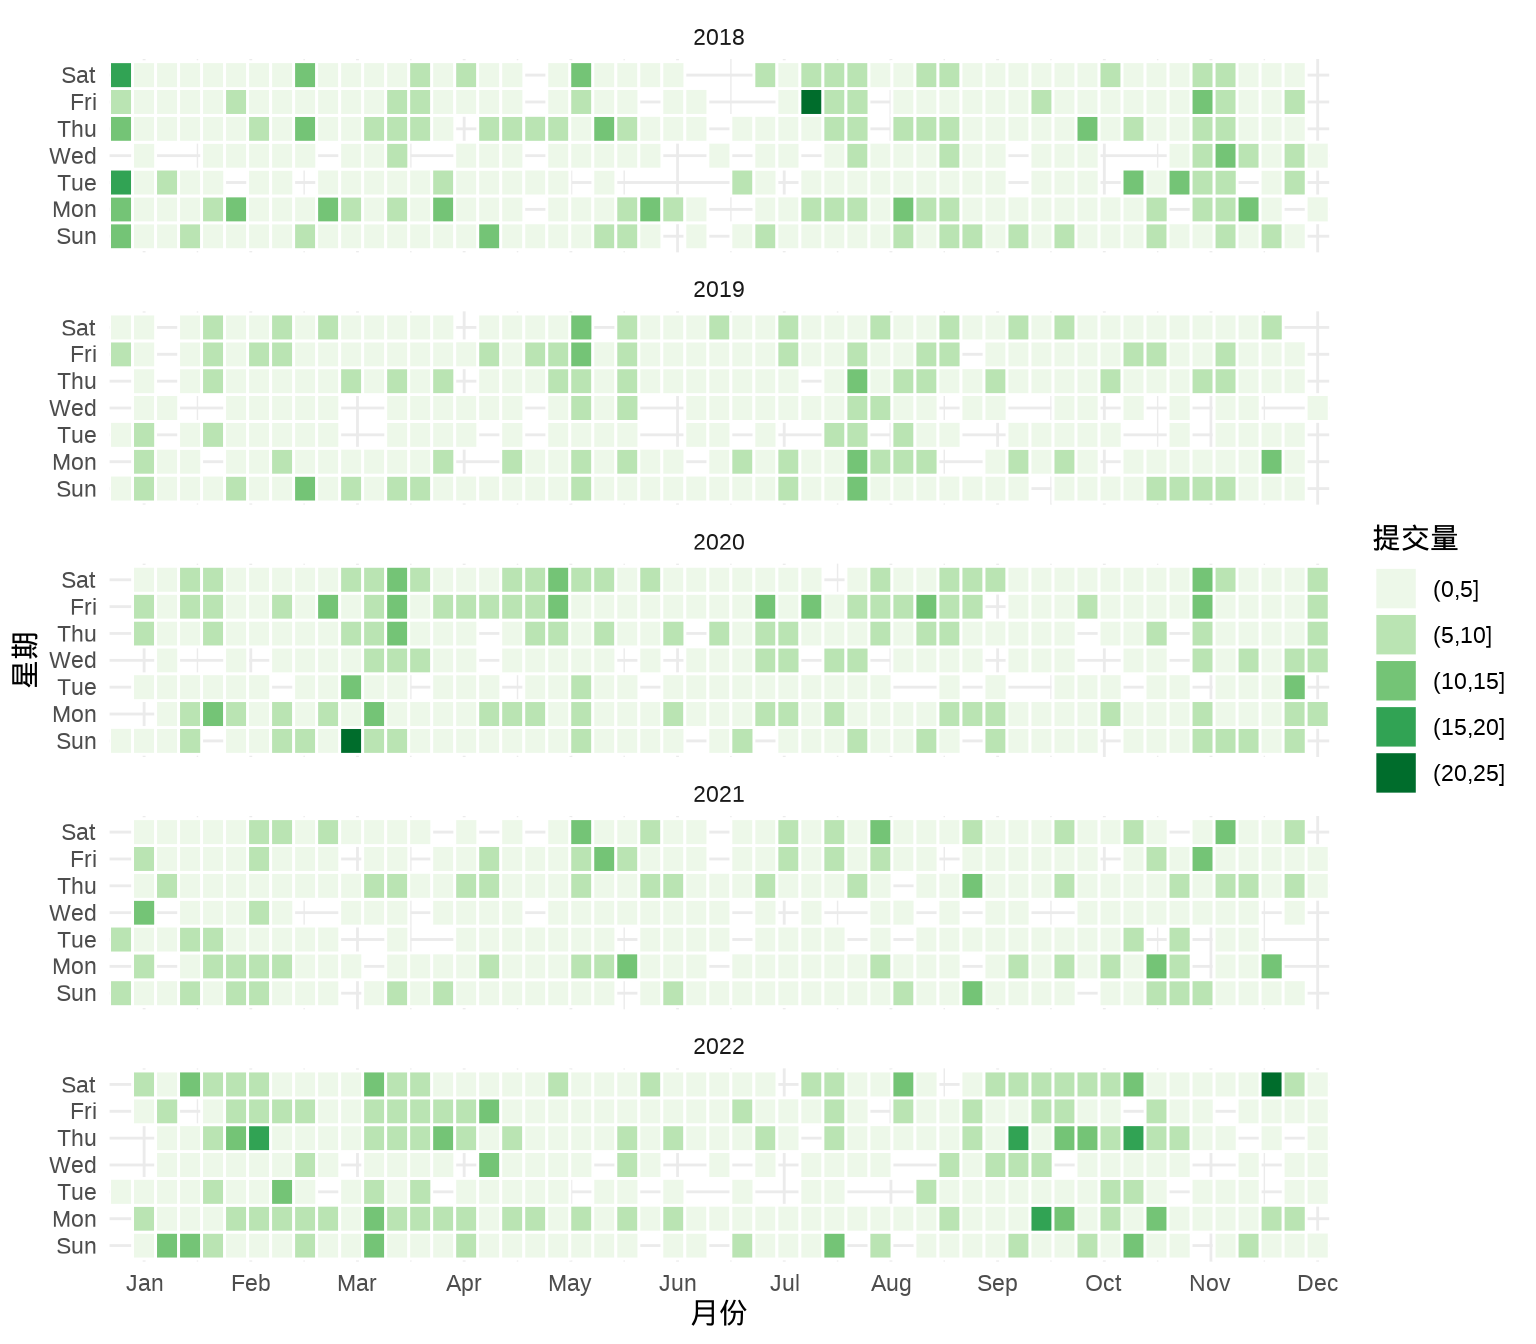 2018
Sat
Fri
Thu
Wed
Tue
Mon
Sun
2019
Sat
Fri
Thu
Wed
Tue
Mon
Sun
2020
Sat
Fri
Thu
Wed
Tue
Mon
Sun
2021
Sat
Fri
Thu
Wed
Tue
Mon
Sun
2022
Sat
Fri
Thu
Wed
Tue
Mon
Sun
Jan Feb Mar Apr May Jun Jul Aug Sep Oct Nov Dec
月份
星期
提交量
(0,5]
(5,10]
(10,15]
(15,20]
(20,25]